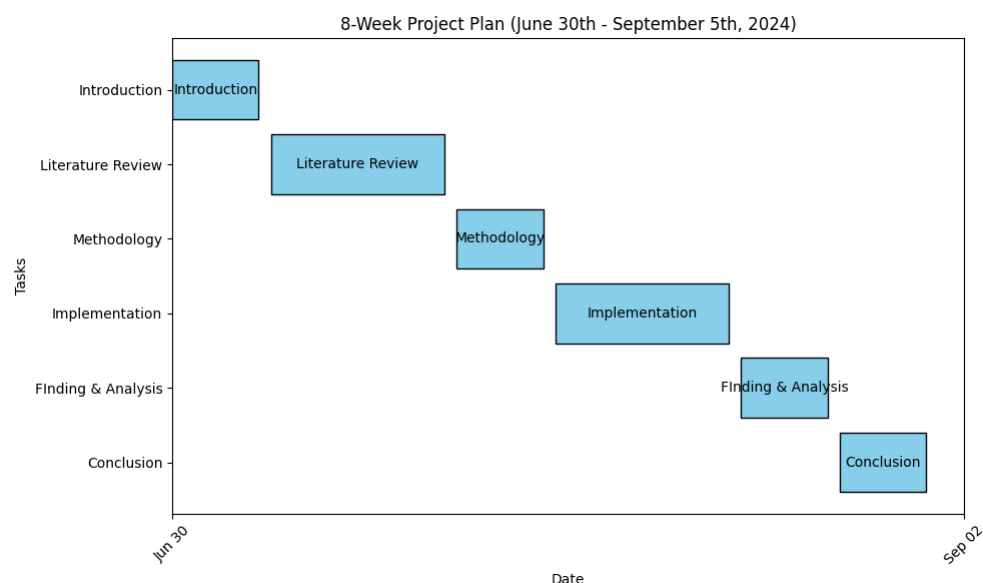 8-Week Project Plan (June 30th - September 5th, 2024)
Introduction
Introduction
Literature Review
Literature Review
Methodology
Methodology
Implementation
Implementation
FInding & Analysis
FInding & Analysis
Conclusion
Conclusion
Tasks
Jun 30
Sep 02
Date